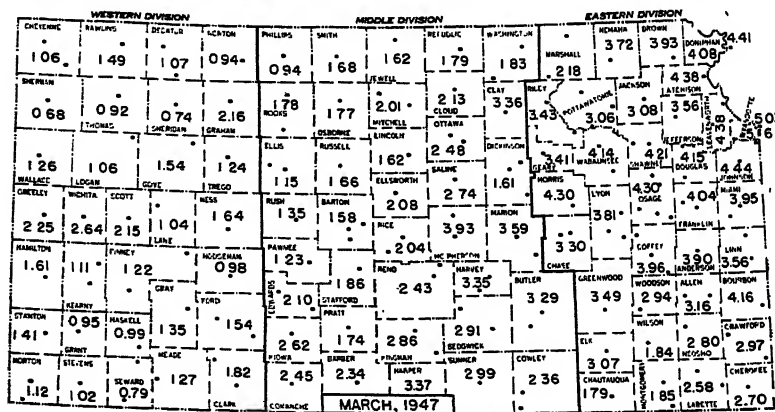 WESTERN DIVISION MIDDLE DIVISION EASTERN DIVISION
CHEYENNE RAWLINS DECATUR NORTON PHILLIPS SMITH JEWELL REPUBLIC WASHINGTON MARSHALL NEMAHA BROWN DONIPHAN
1.06 1.49 1.07 0.94 0.94 1.68 1.62 1.79 1.83 2.18 3.72 3.93 4.08 4.41
SHERMAN THOMAS SHERIDAN GRAHAM ROOKS OSBORNE MITCHELL CLOUD CLAY RILEY POTTAWATOMIE JACKSON ATCHISON
0.68 0.92 0.74 2.16 1.78 1.77 2.01 2.13 3.36 3.43 3.06 3.08 4.38
JEFFERSON LEAVENWORTH WYANDOTTE
3.56 4.38
WALLACE LOGAN GOVE TREGO ELLIS RUSSELL LINCOLN OTTAWA DICKINSON GEARY WABAUNSEE SHAWNEE DOUGLAS JOHNSON
1.26 1.06 1.54 1.24 1.15 1.66 1.62 2.48 1.61 3.41 4.14 4.21 4.15 4.44
ELLSWORTH SALINE MORRIS
2.08 2.74 4.30
GREELEY WICHITA SCOTT LANE NESS RUSH BARTON RICE MC PHERSON MARION CHASE LYON OSAGE FRANKLIN MIAMI
2.25 2.64 2.15 1.04 1.64 1.35 1.58 2.04 3.93 3.59 3.30 3.81 4.30 4.04 3.95
HAMILTON KEARNY FINNEY HODGEMAN PAWNEE STAFFORD RENO HARVEY BUTLER COFFEY ANDERSON LINN
1.61 1.11 1.22 0.98 1.23 1.86 2.43 3.35 3.29 3.96 3.90 3.56
STANTON GRANT HASKELL GRAY FORD EDWARDS PRATT KINGMAN SEDGWICK GREENWOOD WOODSON ALLEN BOURBON
1.41 0.95 0.99 1.35 1.54 2.10 1.74 2.86 2.91 3.49 2.94 3.16 4.16
KIOWA ELK WILSON NEOSHO CRAWFORD
2.62 3.07 1.84 2.80 2.97
MORTON STEVENS SEWARD MEADE CLARK COMANCHE BARBER HARPER SUMNER COWLEY CHAUTAUQUA MONTGOMERY LABETTE CHEROKEE
1.12 1.02 0.79 1.27 1.82 2.45 2.34 3.37 2.99 2.36 1.79 1.85 2.58 2.70
MARCH, 1947